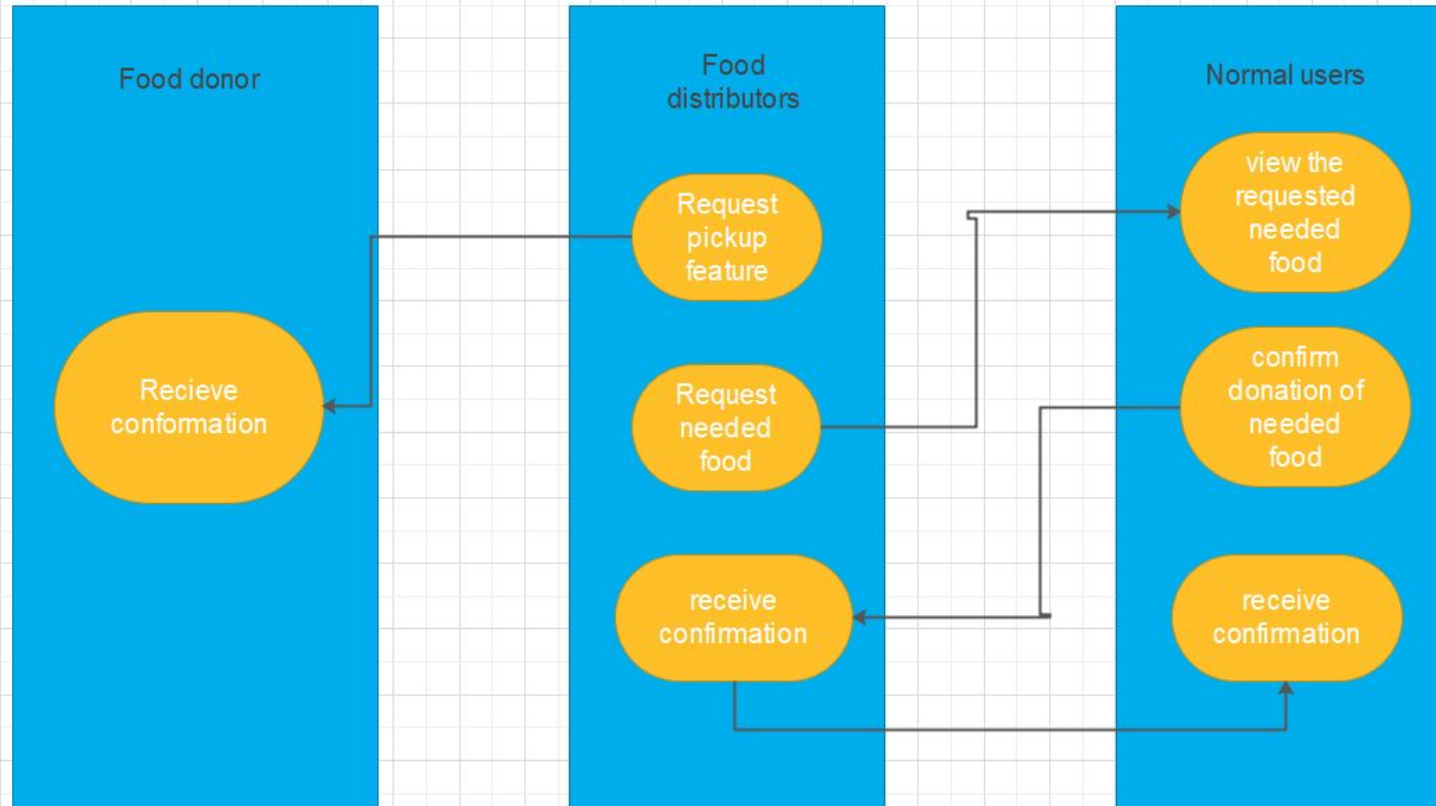 Food donor
Recieve
conformation
Food
distributors
Request
pickup
feature
Request
needed
food
receive
confirmation
Normal users
view the
requested
needed
food
confirm
donation of
needed
food
receive
confirmation